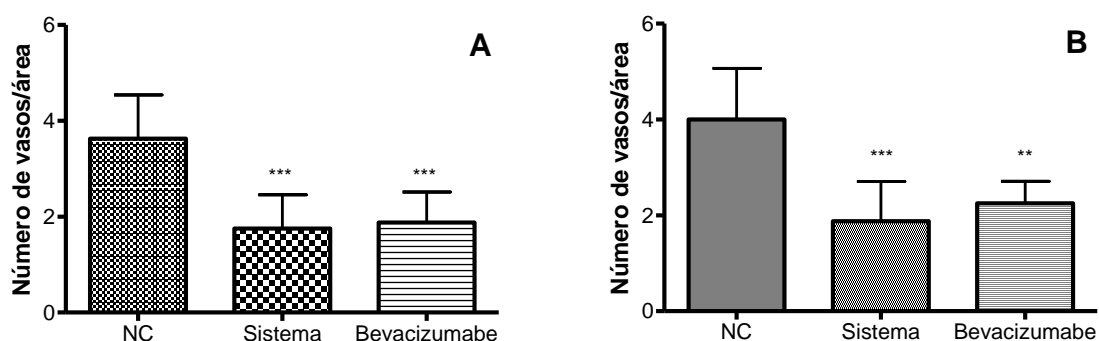 A
Número de vasos/área
6
4
2
0
***
***
NC
Sistema
Bevacizumabe
B
Número de vasos/área
6
4
2
0
***
**
NC
Sistema
Bevacizumabe